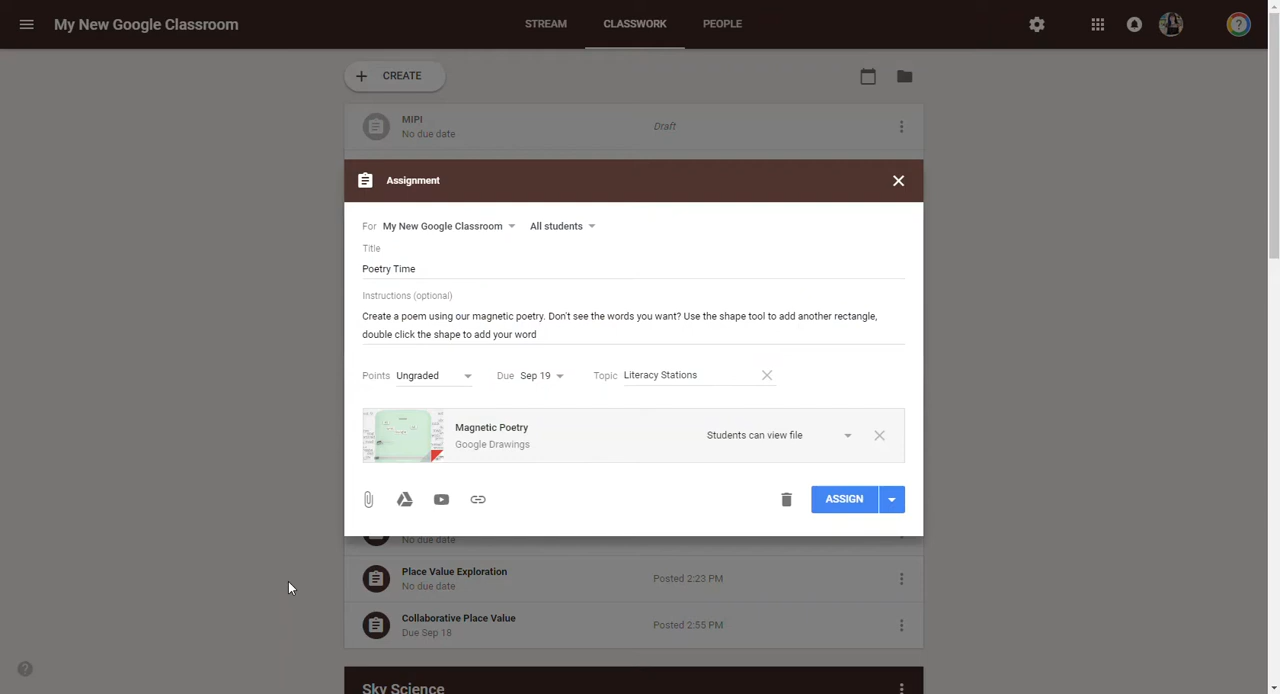 My New Google Classroom
STREAM
CLASSWORK
PEOPLE
CREATE
MIPI
No due date
Draft
Assignment
For My New Google Classroom All students
Title
Poetry Time
Instructions (optional)
Create a poem using our magnetic poetry. Don't see the words you want? Use the shape tool to add another rectangle,
double click the shape to add your word
Points Ungraded Due Sep 19 Topic Literacy Stations
Magnetic Poetry
Google Drawings
Students can view file
ASSIGN
No due date
Place Value Exploration
No due date
Posted 2:23 PM
Collaborative Place Value
Due Sep 18
Posted 2:55 PM
Sky Science